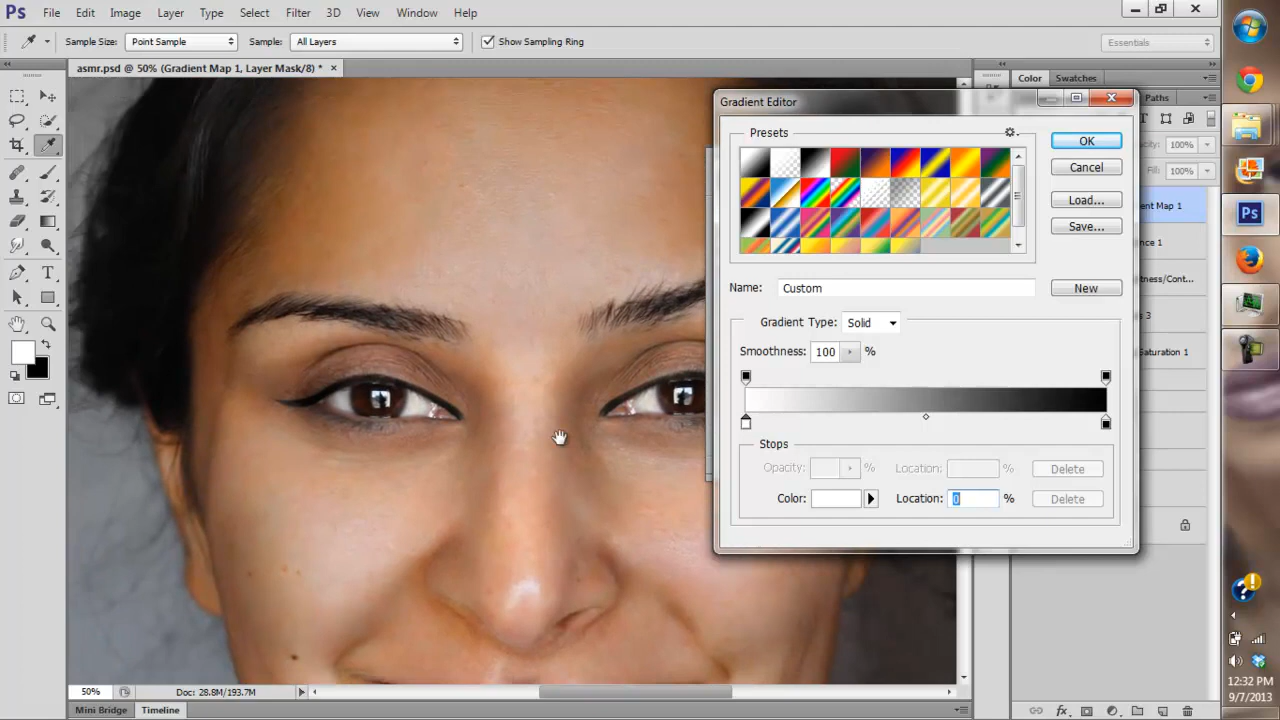 Ps File Edit Image Layer Type Select Filter 3D View Window Help
Sample Size: Point Sample Sample: All Layers Show Sampling Ring Essentials
asmr.psd @ 50% (Gradient Map 1, Layer Mask/8) * ×
Color Swatches
Gradient Editor
Paths
Presets
OK
Cancel
Load...
Save...
100%
100%
ent Map 1
nce 1
tness/Cont
s 3
Saturation 1
Name: Custom New
Gradient Type: Solid
Smoothness: 100 %
Stops
Opacity: % Location: % Delete
Color: Location: 0 % Delete
50% Doc: 28.8M/193.7M
Mini Bridge Timeline
fx
Ps
12:32 PM
9/7/2013